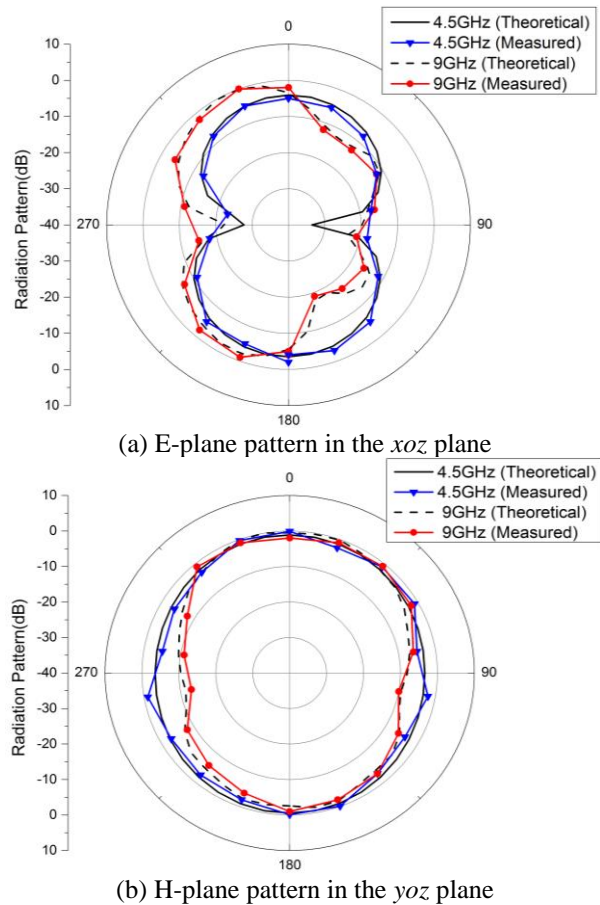 0
4.5GHz (Theoretical)
4.5GHz (Measured)
9GHz (Theoretical)
9GHz (Measured)
Radiation Pattern(dB)
10
0
-10
-20
-30
-40
-30
-20
-10
0
10
270
90
180
(a) E-plane pattern in the xoz plane
0
4.5GHz (Theoretical)
4.5GHz (Measured)
9GHz (Theoretical)
9GHz (Measured)
Radiation Pattern(dB)
10
0
-10
-20
-30
-40
-30
-20
-10
0
10
270
90
180
(b) H-plane pattern in the yoz plane